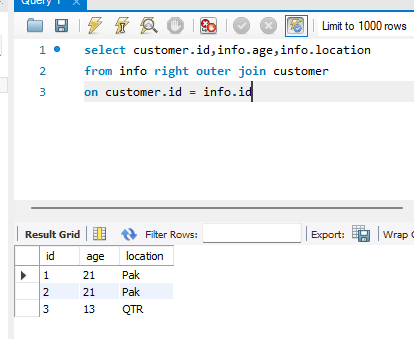 Query 1
Limit to 1000 rows
1 select customer.id,info.age,info.location
2 from info right outer join customer
3 on customer.id = info.id
Result Grid Filter Rows: Export: Wrap C
id age location
1 21 Pak
2 21 Pak
3 13 QTR